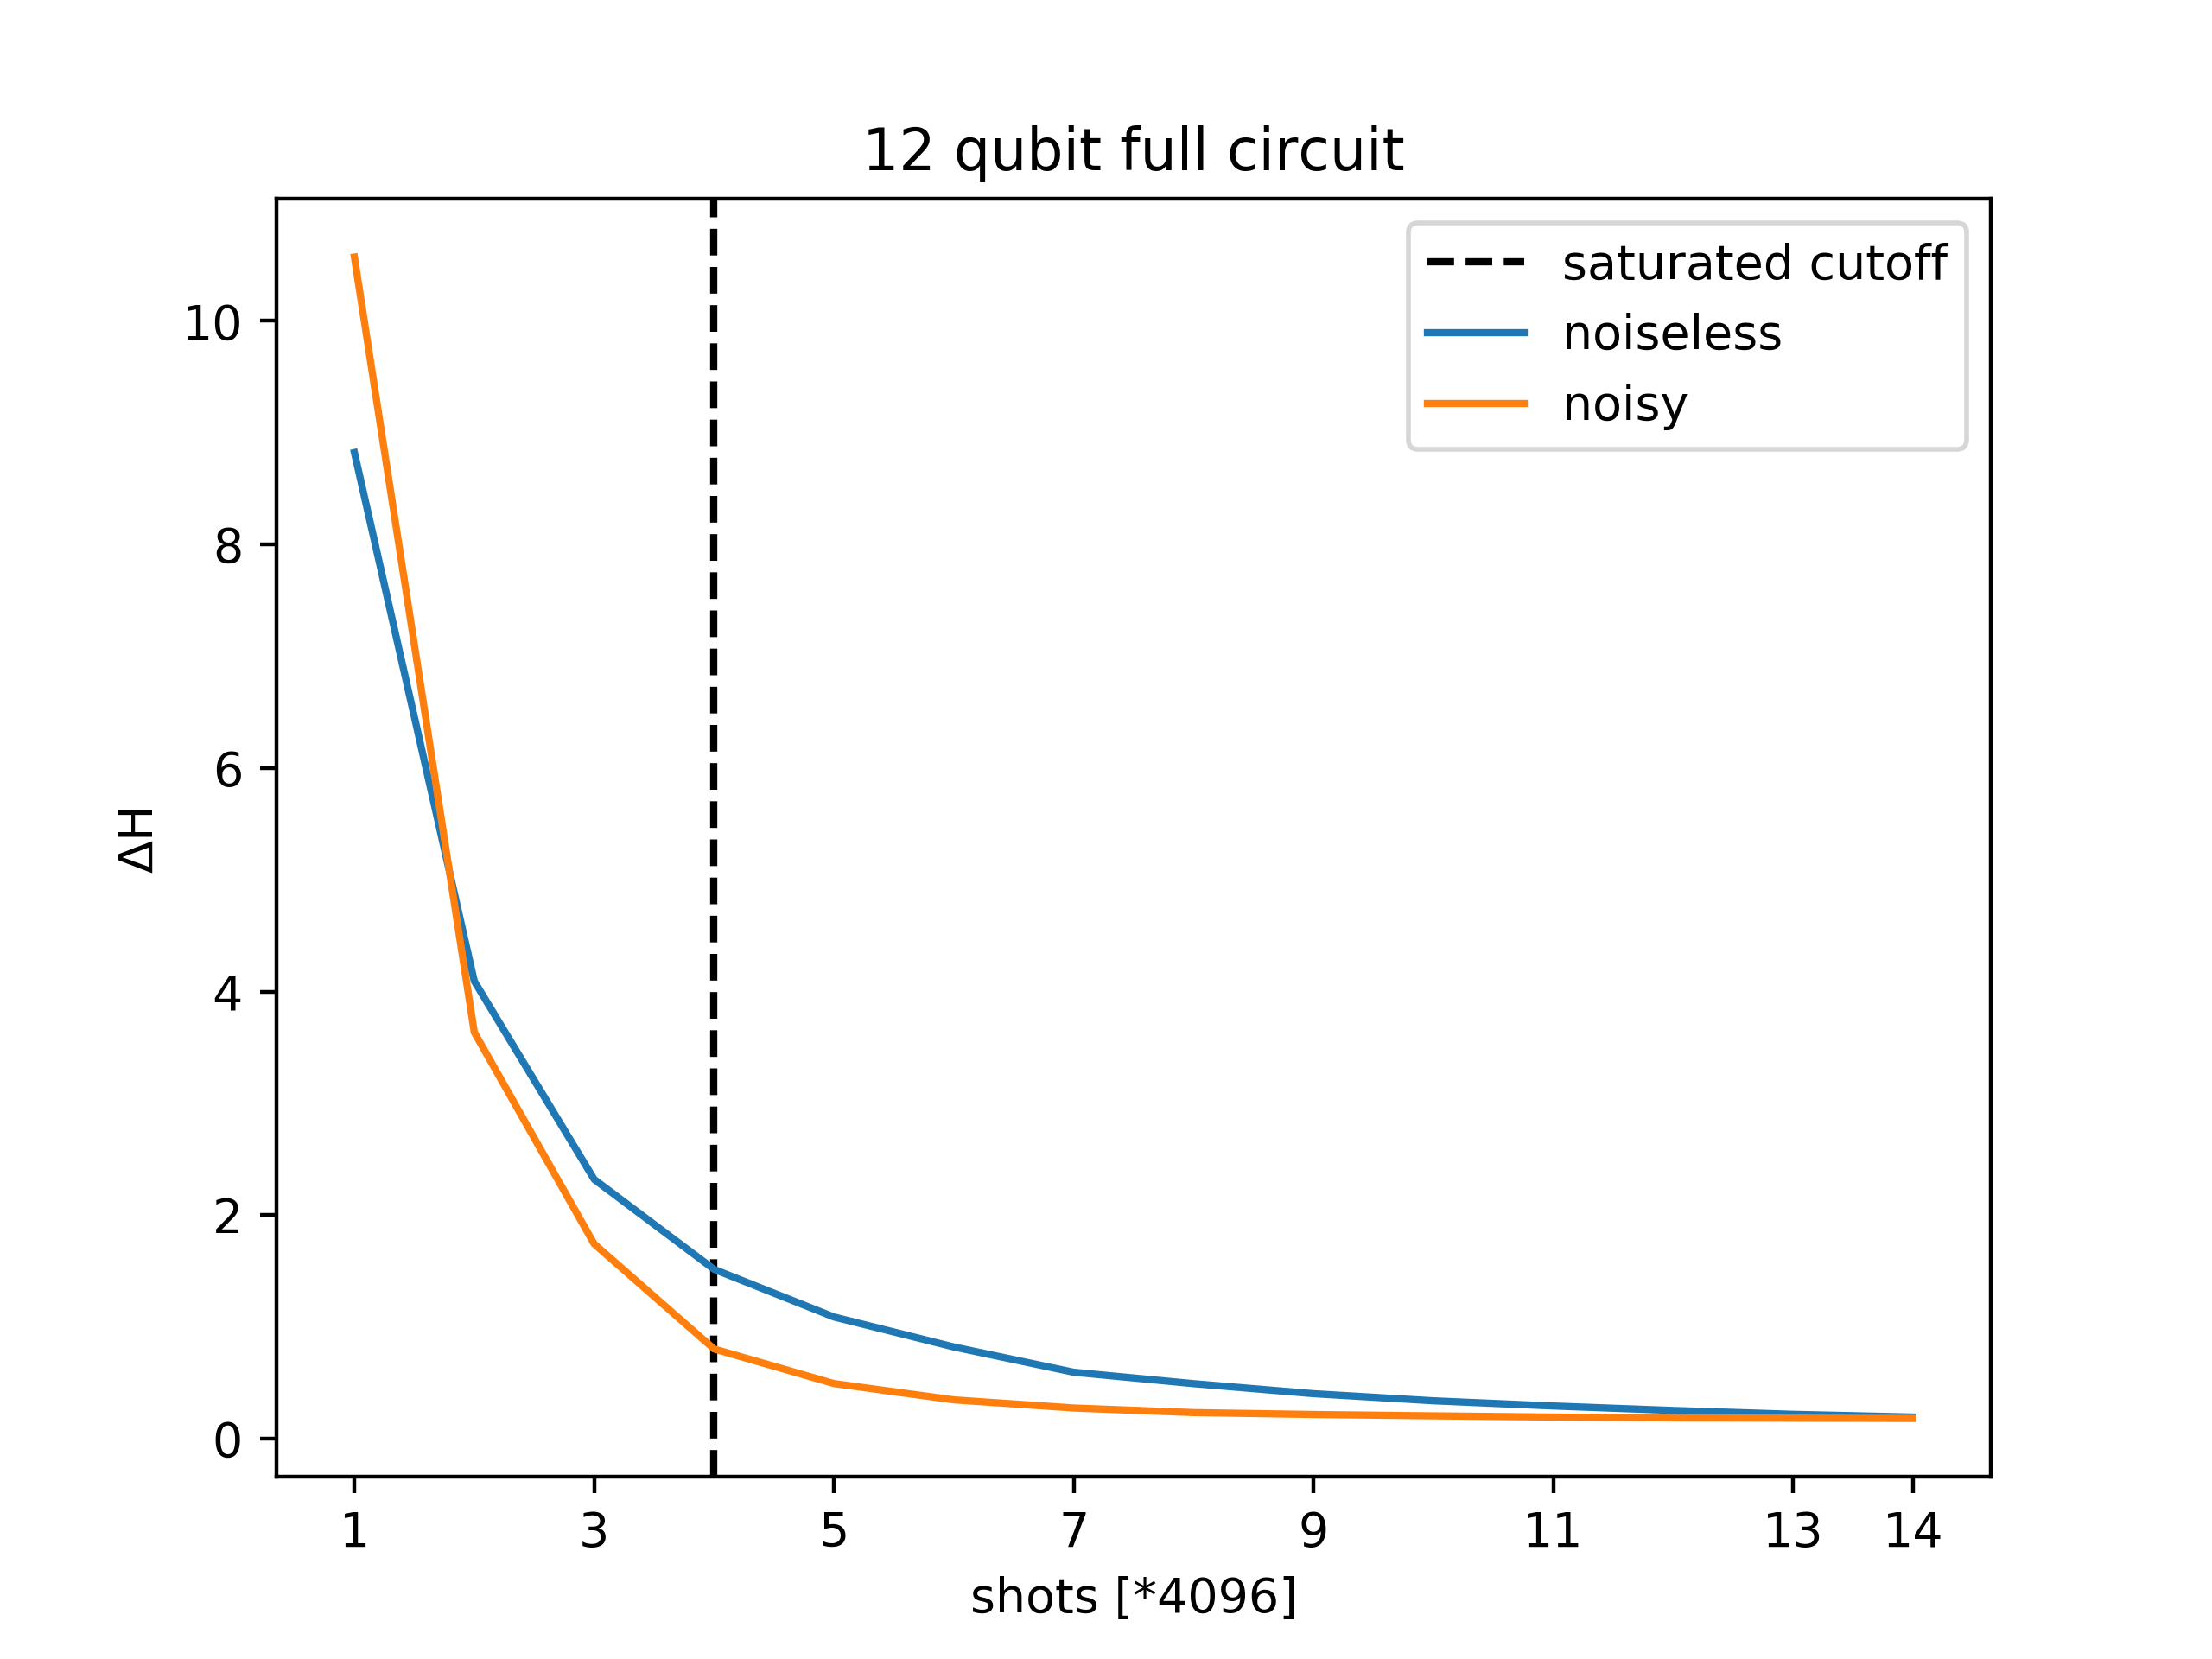 12 qubit full circuit
saturated cutoff
noiseless
noisy
10
8
6
4
2
0
ΔH
1 3 5 7 9 11 13 14
shots [*4096]